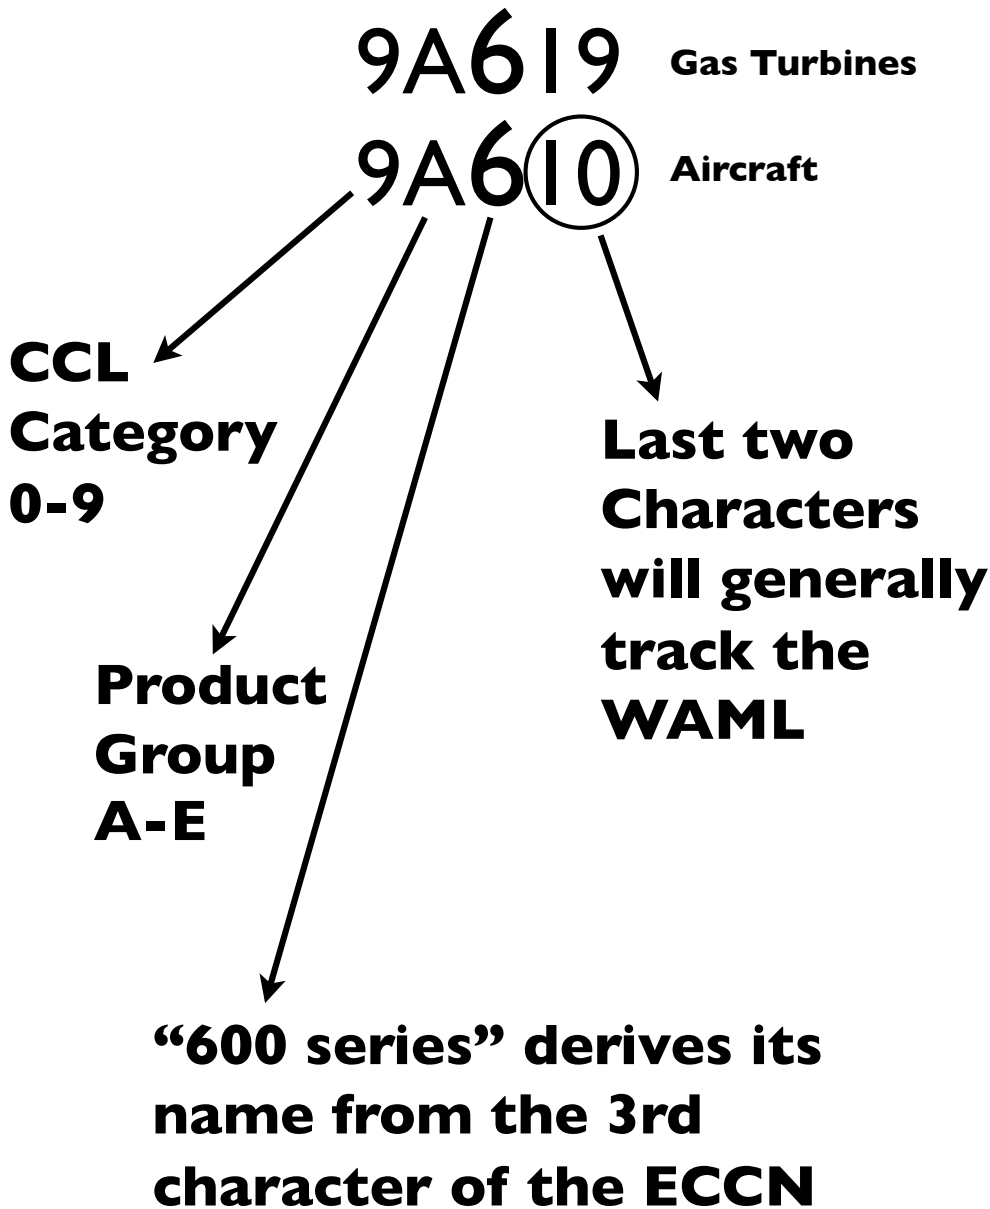 9A619 Gas Turbines
9A610 Aircraft
CCL
Category
0-9
Last two
Characters
will generally
track the
WAML
Product
Group
A-E
“600 series” derives its
name from the 3rd
character of the ECCN